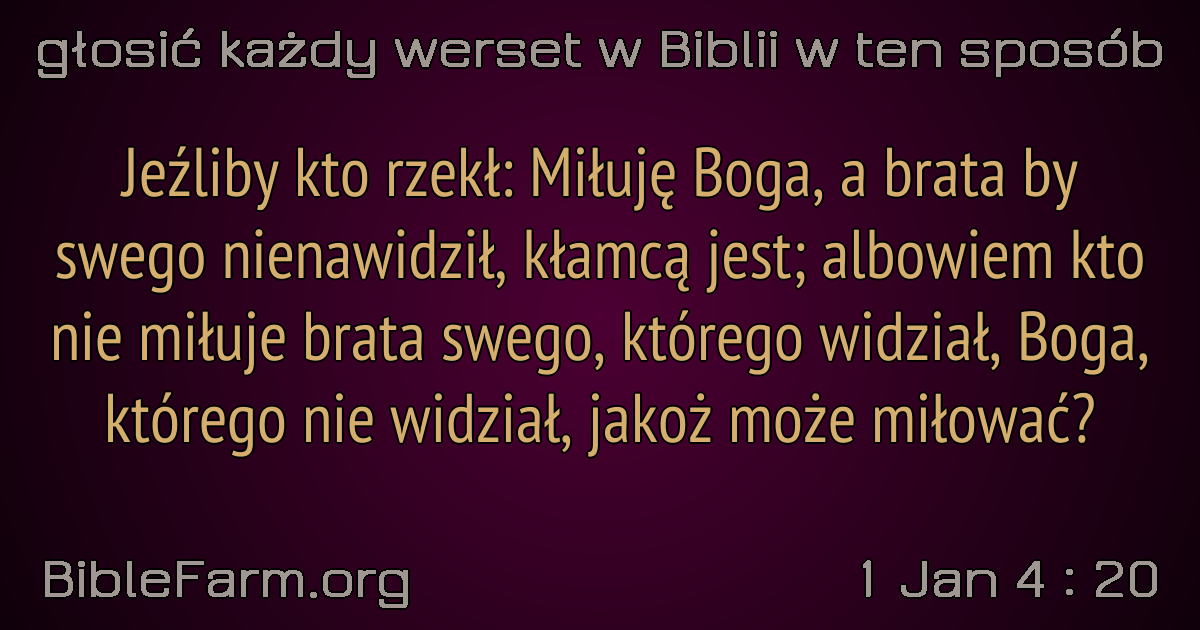 głosić każdy werset w Biblii w ten sposób
Jeźliby kto rzekł: Miłuję Boga, a brata by
swego nienawidził, kłamcą jest; albowiem kto
nie miłuje brata swego, którego widział, Boga,
którego nie widział, jakoż może miłować?
BibleFarm.org
1 Jan 4 : 20